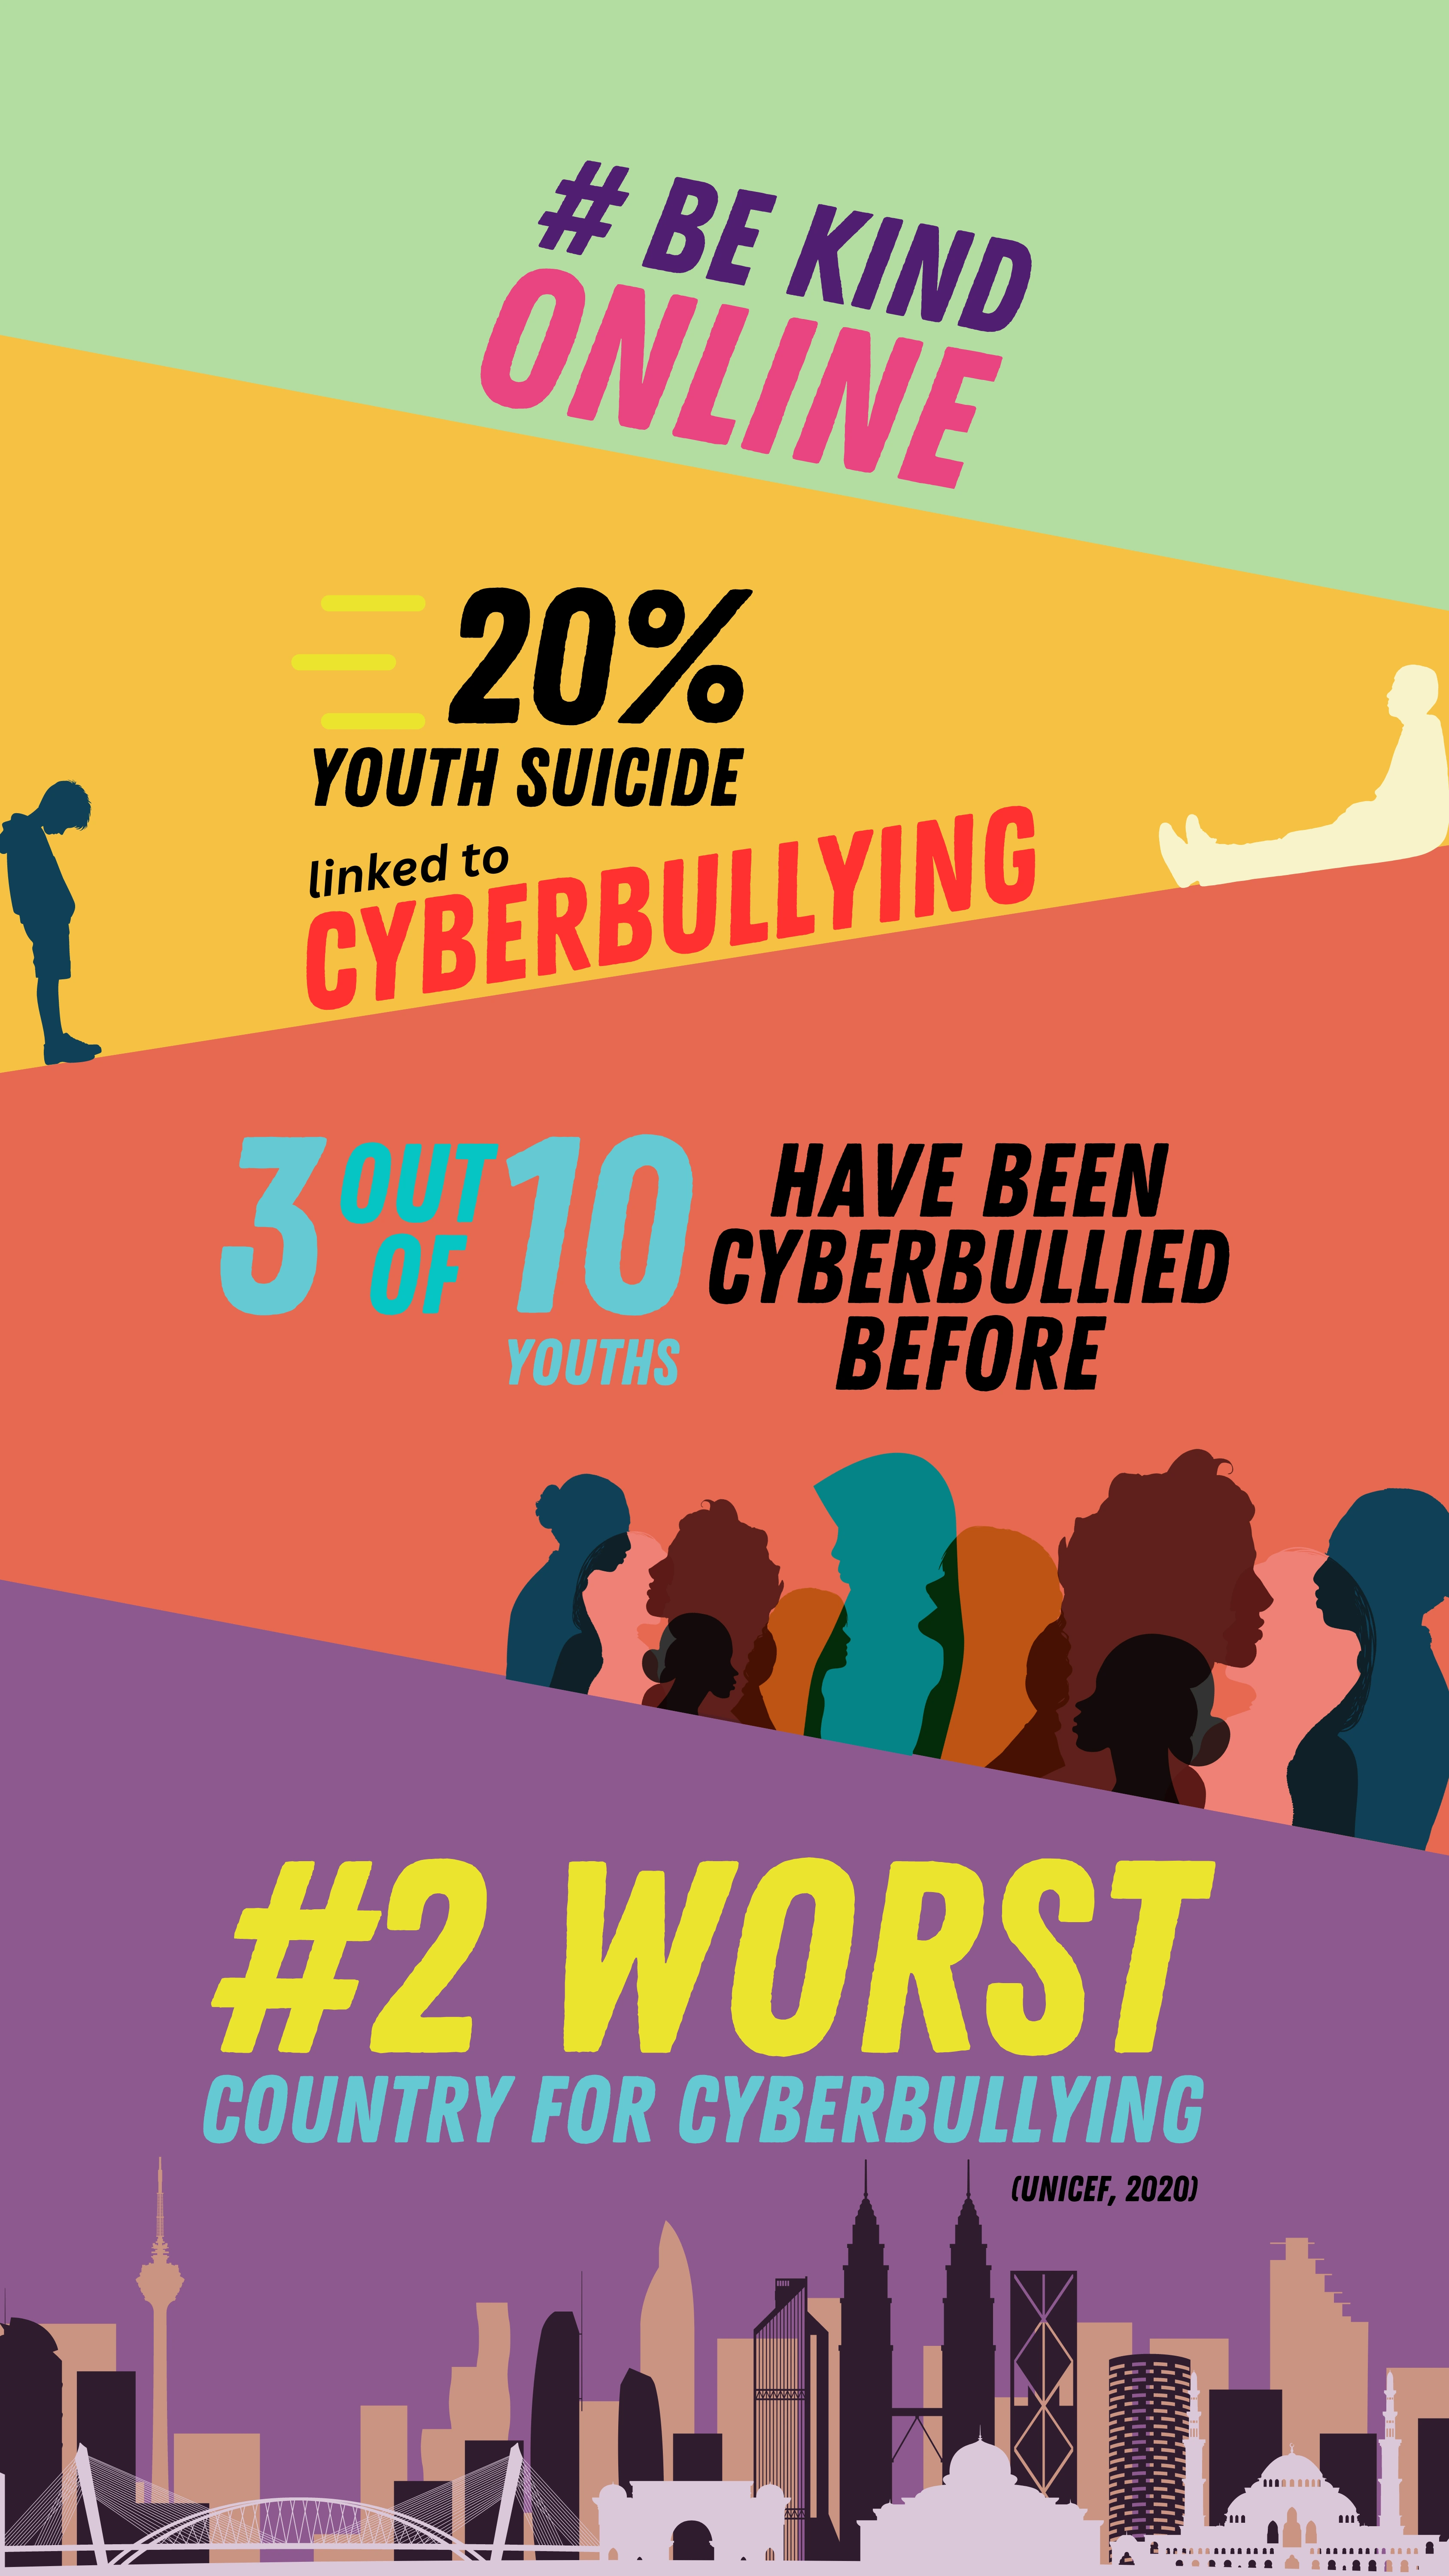 # BE KIND
ONLINE
20%
YOUTH SUICIDE
linked to
CYBERBULLYING
3 OUT OF 10
YOUTHS
HAVE BEEN
CYBERBULLIED
BEFORE
#2 WORST
COUNTRY FOR CYBERBULLYING
(UNICEF, 2020)